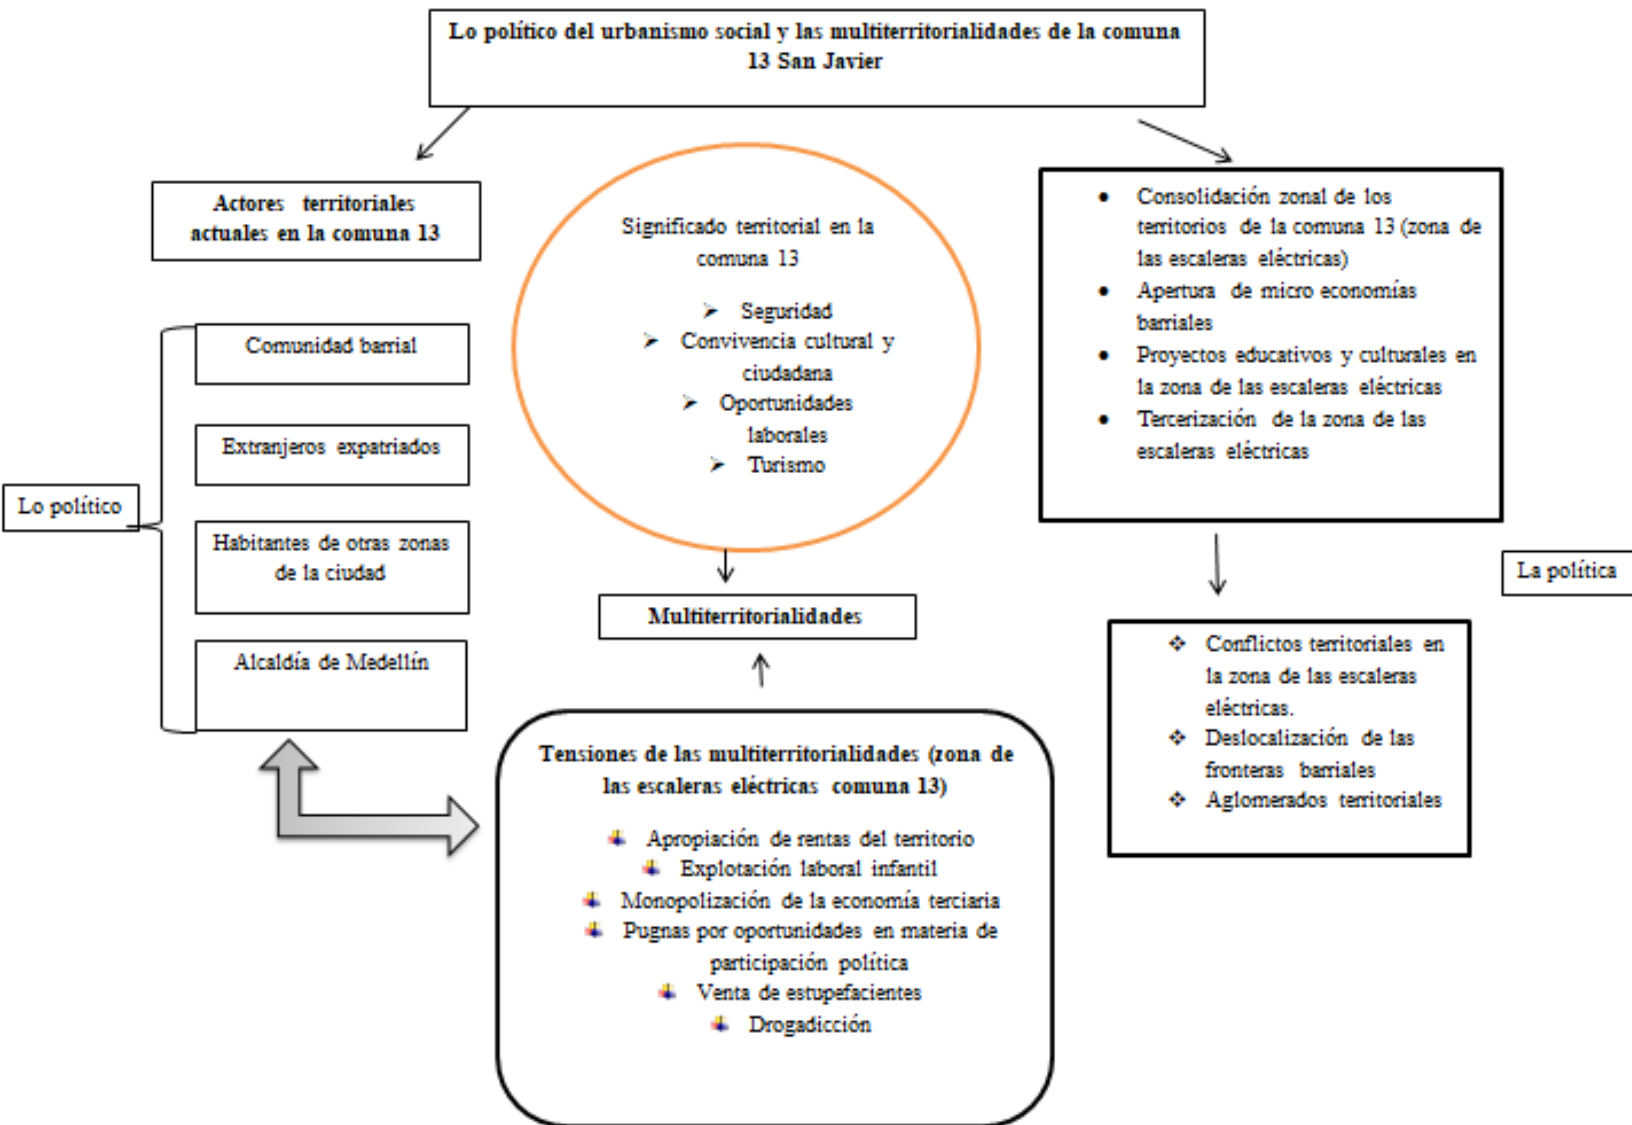 Lo político del urbanismo social y las multiterritorialidades de la comuna
13 San Javier
Actores territoriales
actuales en la comuna 13
Lo político
Comunidad barrial
Extranjeros expatriados
Habitantes de otras zonas
de la ciudad
Alcaldía de Medellín
Significado territorial en la
comuna 13
Seguridad
Convivencia cultural y
ciudadana
Oportunidades
laborales
Turismo
Multiterritorialidades
Tensiones de las multiterritorialidades (zona de
las escaleras eléctricas comuna 13)
Apropiación de rentas del territorio
Explotación laboral infantil
Monopolización de la economía terciaria
Pugnas por oportunidades en materia de
participación política
Venta de estupefacientes
Drogadicción
Consolidación zonal de los
territorios de la comuna 13 (zona de
las escaleras eléctricas)
Apertura de micro economías
barriales
Proyectos educativos y culturales en
la zona de las escaleras eléctricas
Tercerización de la zona de las
escaleras eléctricas
La política
Conflictos territoriales en
la zona de las escaleras
eléctricas.
Deslocalización de las
fronteras barriales
Aglomerados territoriales